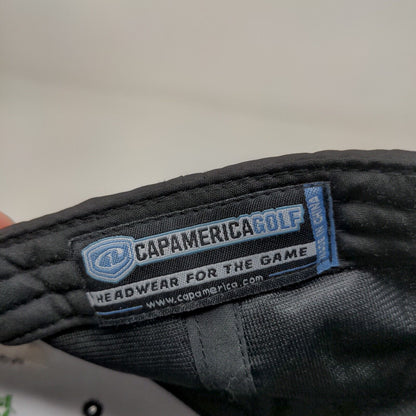 CAPAMERICAGOLF
HEADWEAR FOR THE GAME
www.capamerica.com